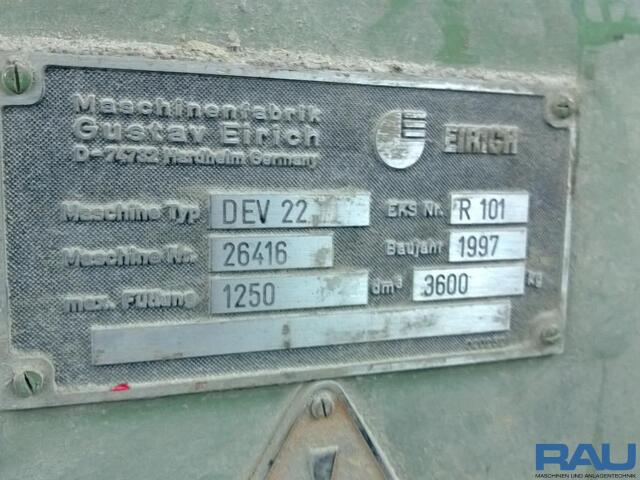 Maschinenfabrik
Gustav Eirich
D-74732 Hardheim Germany
EIRICH
Maschine Typ DEV 22 EKS Nr. R 101
Maschine Nr. 26416 Baujahr 1997
max. Füllung 1250 dm³ 3600 kg
RAU
MASCHINEN UND ANLAGENTECHNIK